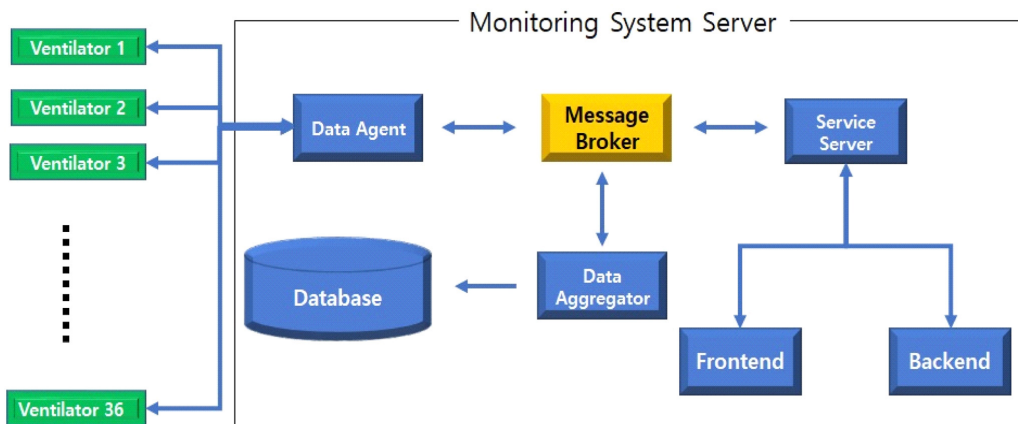 Monitoring System Server
Ventilator 1
Ventilator 2
Ventilator 3
Ventilator 36
Data Agent
Message
Broker
Service
Server
Database
Data
Aggregator
Frontend
Backend